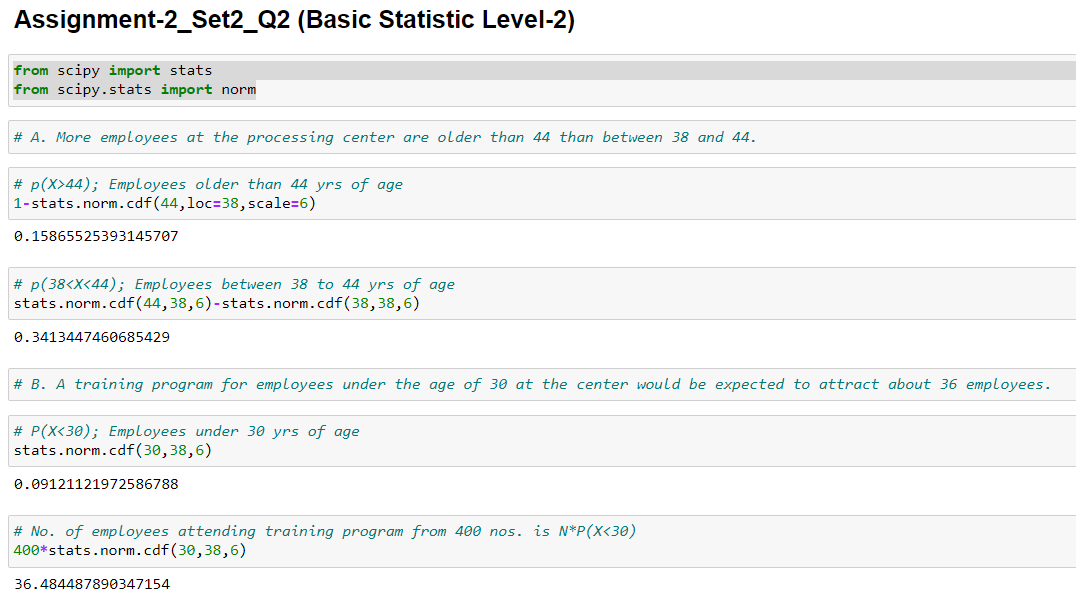 Assignment-2_Set2_Q2 (Basic Statistic Level-2)
from scipy import stats
from scipy.stats import norm
# A. More employees at the processing center are older than 44 than between 38 and 44.
# p(X>44); Employees older than 44 yrs of age
1-stats.norm.cdf(44,loc=38,scale=6)
0.15865525393145707
# p(38<X<44); Employees between 38 to 44 yrs of age
stats.norm.cdf(44,38,6)-stats.norm.cdf(38,38,6)
0.3413447460685429
# B. A training program for employees under the age of 30 at the center would be expected to attract about 36 employees.
# P(X<30); Employees under 30 yrs of age
stats.norm.cdf(30,38,6)
0.09121121972586788
# No. of employees attending training program from 400 nos. is N*P(X<30)
400*stats.norm.cdf(30,38,6)
36.484487890347154